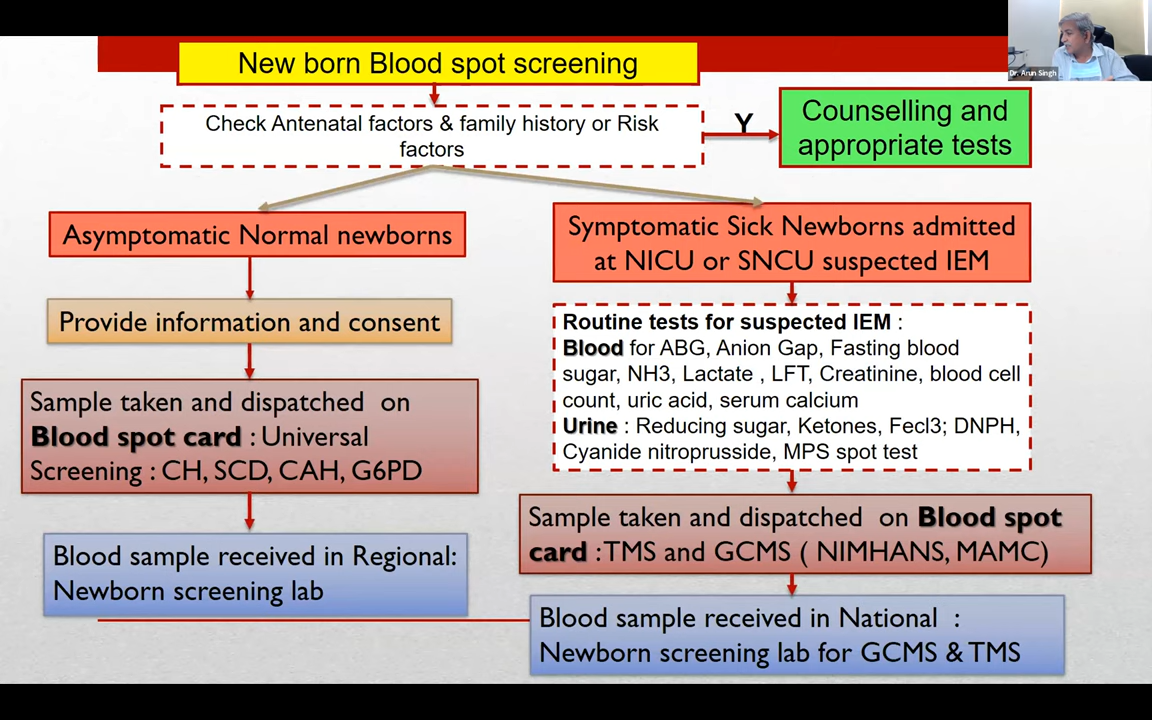 New born Blood spot screening
Dr. Arun Singh
Check Antenatal factors & family history or Risk
factors
Y
Counselling and
appropriate tests
Asymptomatic Normal newborns
Provide information and consent
Sample taken and dispatched on
Blood spot card : Universal
Screening : CH, SCD, CAH, G6PD
Blood sample received in Regional:
Newborn screening lab
Symptomatic Sick Newborns admitted
at NICU or SNCU suspected IEM
Routine tests for suspected IEM :
Blood for ABG, Anion Gap, Fasting blood
sugar, NH3, Lactate , LFT, Creatinine, blood cell
count, uric acid, serum calcium
Urine : Reducing sugar, Ketones, Fecl3; DNPH,
Cyanide nitroprusside, MPS spot test
Sample taken and dispatched on Blood spot
card : TMS and GCMS ( NIMHANS, MAMC)
Blood sample received in National :
Newborn screening lab for GCMS & TMS